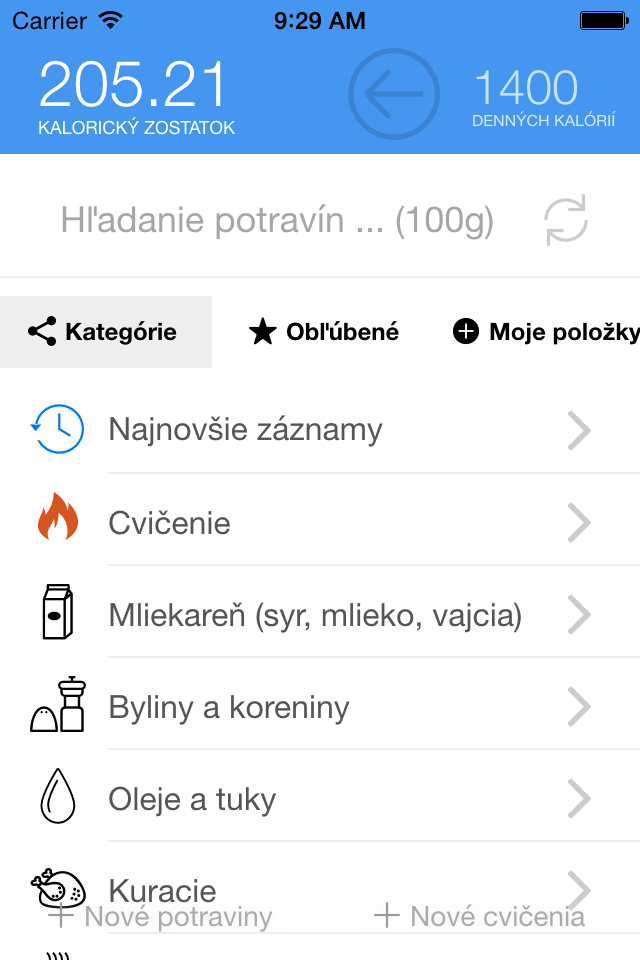 Carrier 9:29 AM
205.21 1400
KALORICKÝ ZOSTATOK DENNÝCH KALÓRIÍ
Hľadanie potravín ... (100g)
Kategórie Obľúbené Moje položky
Najnovšie záznamy
Cvičenie
Mliekareň (syr, mlieko, vajcia)
Byliny a koreniny
Oleje a tuky
Kuracie
Nové potraviny Nové cvičenia